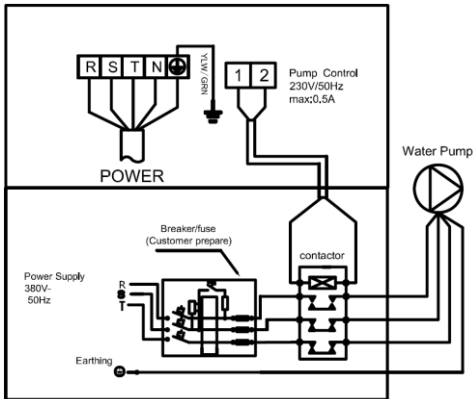 R S T N
YLW/GRN
1 2
Pump Control
230V/50Hz
max:0.5A
POWER
Water Pump
Breaker/fuse
(Customer prepare)
contactor
Power Supply
380V-
50Hz
R
S
T
Earthing